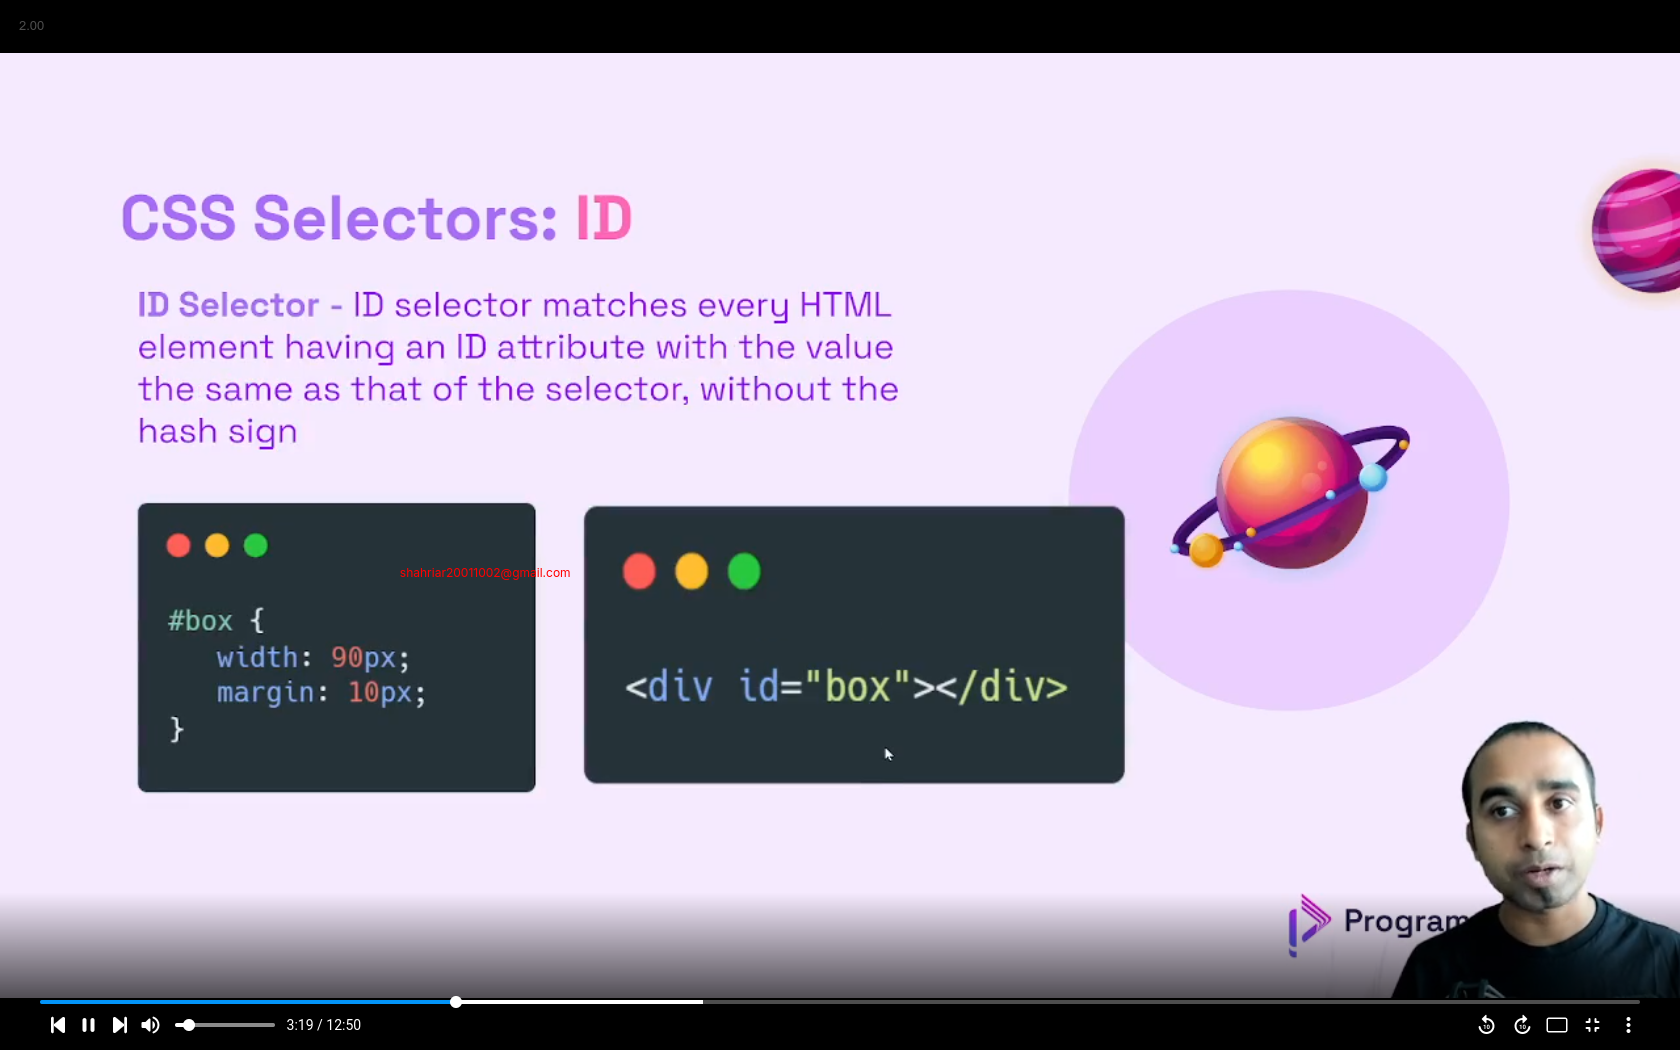 2.00
CSS Selectors: ID
ID Selector - ID selector matches every HTML
element having an ID attribute with the value
the same as that of the selector, without the
hash sign
shahriar20011002@gmail.com
#box {
width: 90px;
margin: 10px;
}
<div id="box"></div>
Program
3:19 / 12:50
10
10